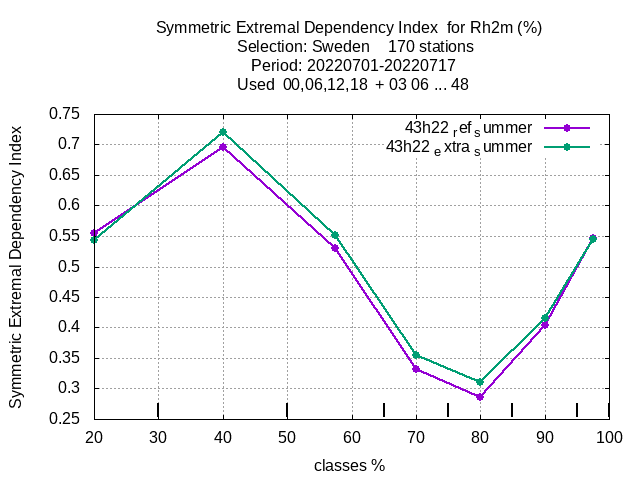 Symmetric Extremal Dependency Index  for Rh2m (%)
Selection: Sweden    170 stations
Period: 20220701-20220717
Used  00,06,12,18  + 03 06 ... 48
Symmetric Extremal Dependency Index
0.75
0.7
0.65
0.6
0.55
0.5
0.45
0.4
0.35
0.3
0.25
43h22 ref summer
43h22 extra summer
20 30 40 50 60 70 80 90 100
classes %